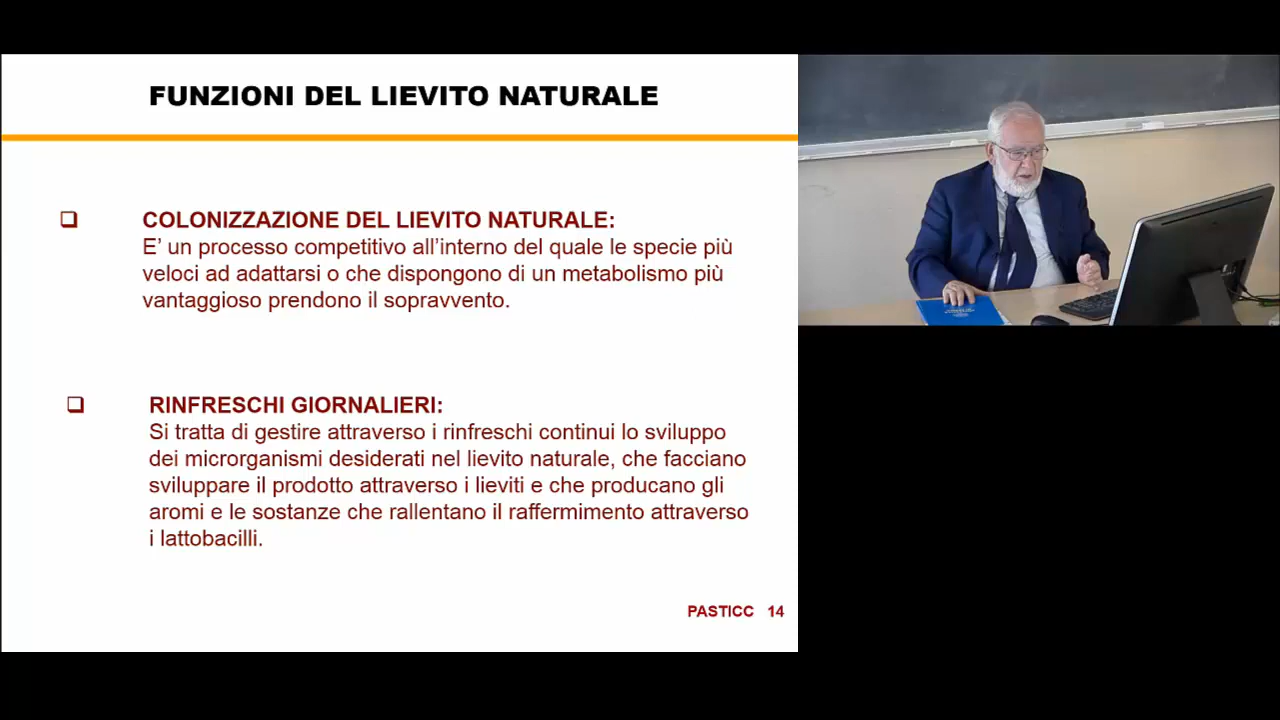 FUNZIONI DEL LIEVITO NATURALE
COLONIZZAZIONE DEL LIEVITO NATURALE:
E’ un processo competitivo all’interno del quale le specie più
veloci ad adattarsi o che dispongono di un metabolismo più
vantaggioso prendono il sopravvento.
RINFRESCHI GIORNALIERI:
Si tratta di gestire attraverso i rinfreschi continui lo sviluppo
dei microrganismi desiderati nel lievito naturale, che facciano
sviluppare il prodotto attraverso i lieviti e che producano gli
aromi e le sostanze che rallentano il raffermimento attraverso
i lattobacilli.
PASTICC 14